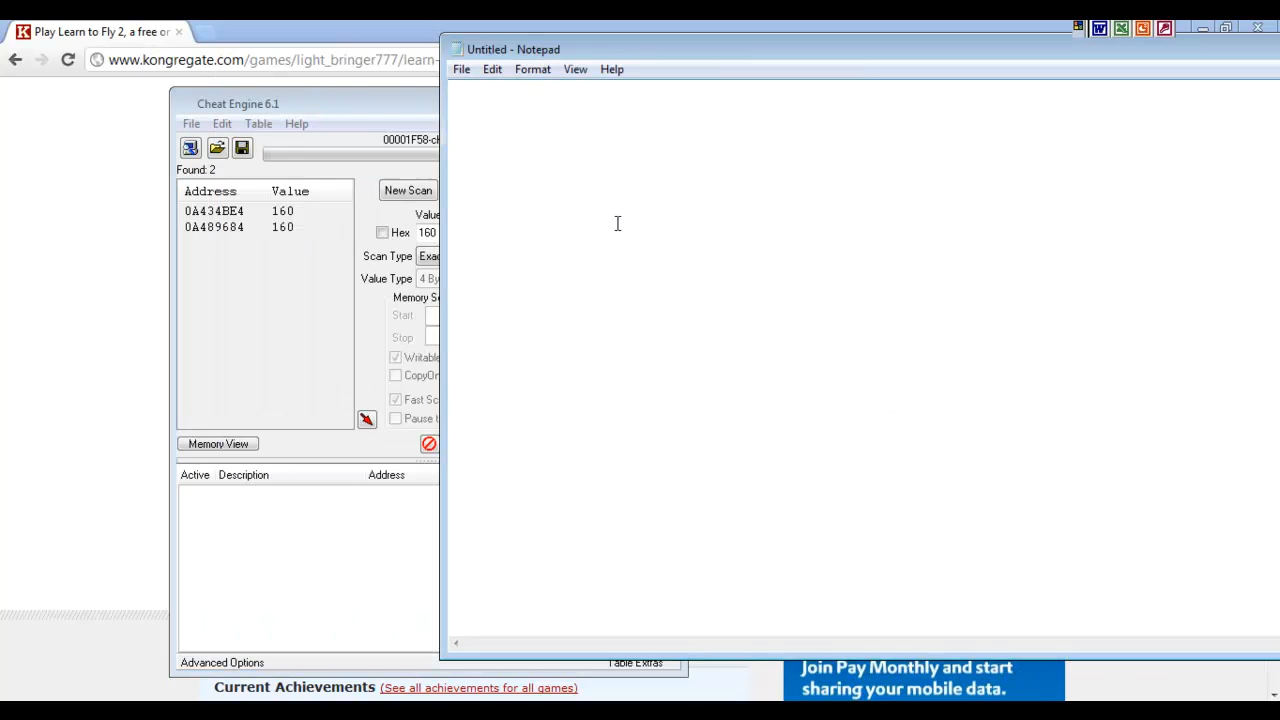 Play Learn to Fly 2, a free or
www.kongregate.com/games/light_bringer777/learn-
Untitled - Notepad
File Edit Format View Help
Cheat Engine 6.1
File Edit Table Help
00001F58-ch
Found: 2
Address Value
0A434BE4 160
0A489684 160
New Scan
Value
Hex 160
Scan Type Exac
Value Type 4 By
Memory Sc
Start
Stop
Writable
CopyOn
Fast Sc
Pause t
Memory View
Active Description Address
Advanced Options Table Extras
Current Achievements (See all achievements for all games)
Join Pay Monthly and start
sharing your mobile data.